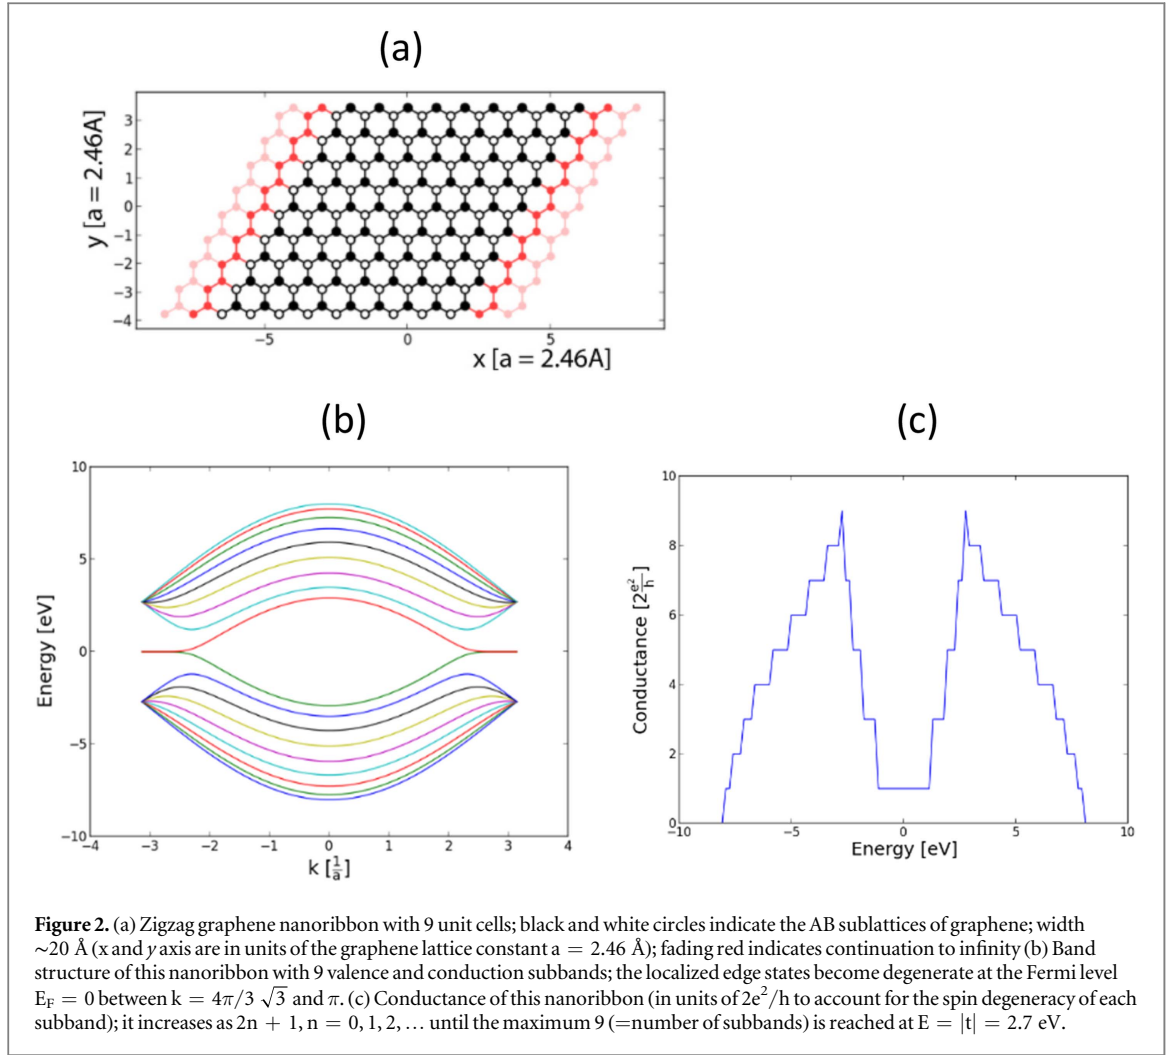 (a)
y [a = 2.46A]
3
2
1
0
−1
−2
−3
−4
−5
0
5
x [a = 2.46A]
(b)
(c)
Energy [eV]
10
5
0
−5
−10
−4
−3
−2
−1
0
1
2
3
4
k [1/a]
Conductance [2 e²/h]
10
8
6
4
2
0
−10
−5
0
5
10
Energy [eV]
Figure 2. (a) Zigzag graphene nanoribbon with 9 unit cells; black and white circles indicate the AB sublattices of graphene; width
~20 Å (x and y axis are in units of the graphene lattice constant a = 2.46 Å); fading red indicates continuation to infinity (b) Band
structure of this nanoribbon with 9 valence and conduction subbands; the localized edge states become degenerate at the Fermi level
E_F = 0 between k = 4π/3 √3 and π. (c) Conductance of this nanoribbon (in units of 2e²/h to account for the spin degeneracy of each
subband); it increases as 2n + 1, n = 0, 1, 2, … until the maximum 9 (=number of subbands) is reached at E = |t| = 2.7 eV.